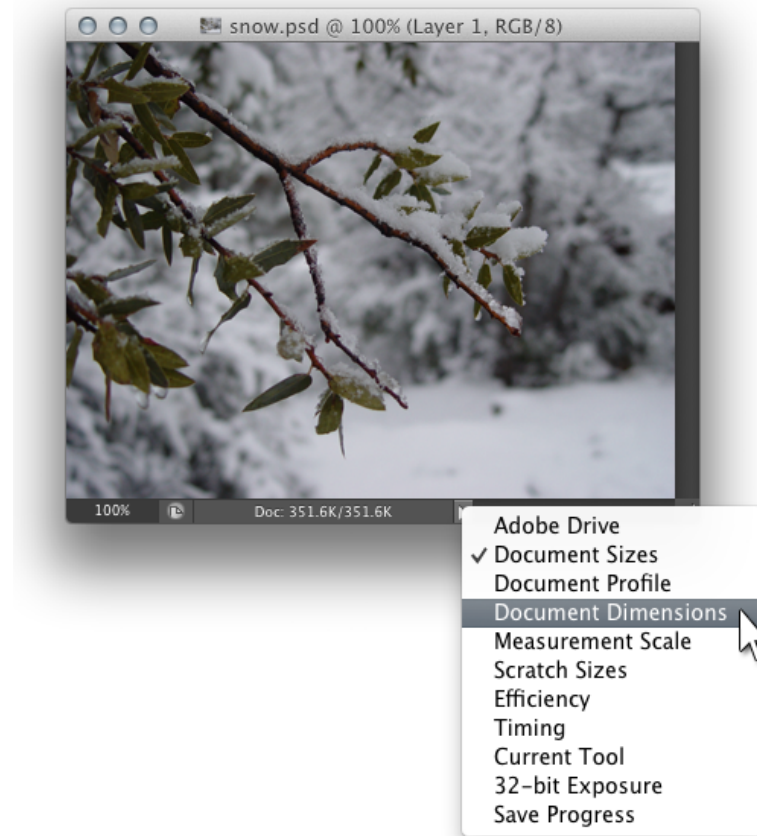 snow.psd @ 100% (Layer 1, RGB/8)
100%
Doc: 351.6K/351.6K
Adobe Drive
✓ Document Sizes
Document Profile
Document Dimensions
Measurement Scale
Scratch Sizes
Efficiency
Timing
Current Tool
32-bit Exposure
Save Progress